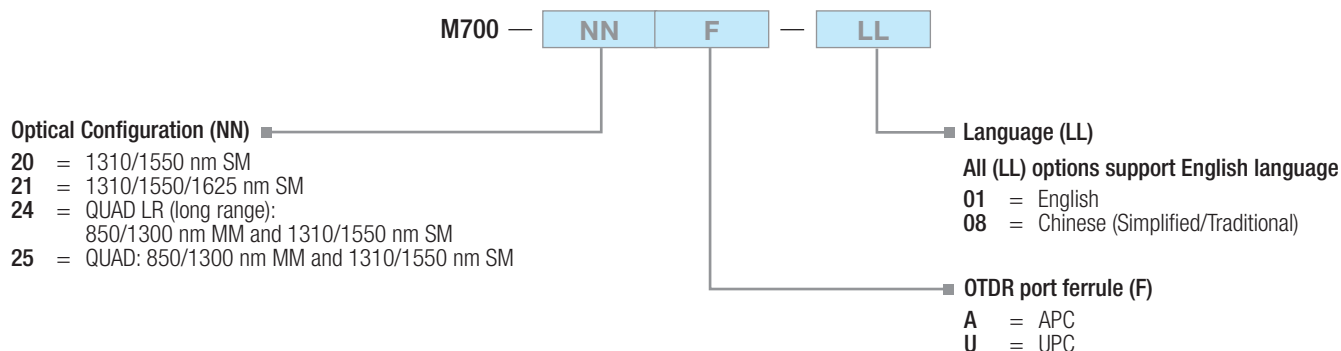 M700 — NN F — LL
Optical Configuration (NN)
20 = 1310/1550 nm SM
21 = 1310/1550/1625 nm SM
24 = QUAD LR (long range):
850/1300 nm MM and 1310/1550 nm SM
25 = QUAD: 850/1300 nm MM and 1310/1550 nm SM
Language (LL)
All (LL) options support English language
01 = English
08 = Chinese (Simplified/Traditional)
OTDR port ferrule (F)
A = APC
U = UPC